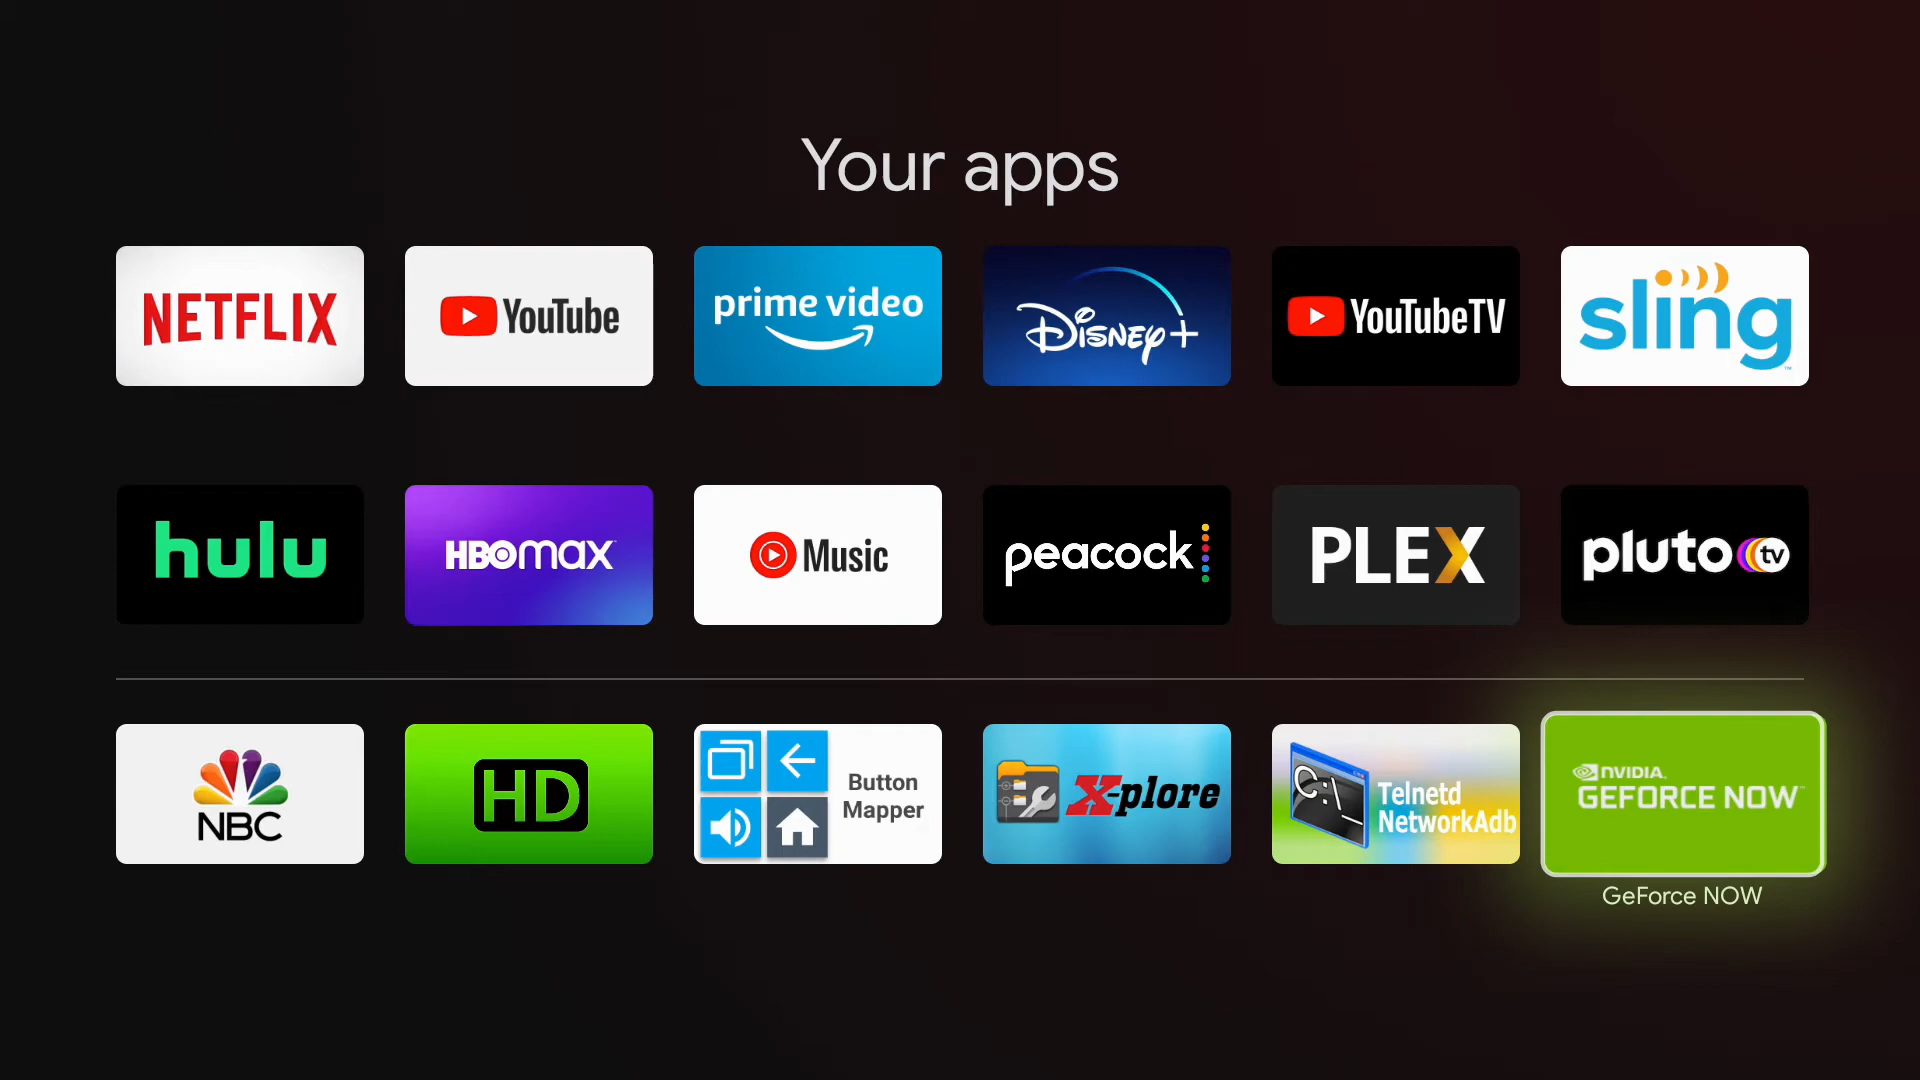 Your apps
NETFLIX
YouTube
prime video
Disney+
YouTubeTV
sling
hulu
HBOmax
Music
peacock
PLEX
pluto tv
NBC
HD
Button
Mapper
X-plore
C:\_
Telnetd
NetworkAdb
NVIDIA.
GEFORCE NOW
GeForce NOW